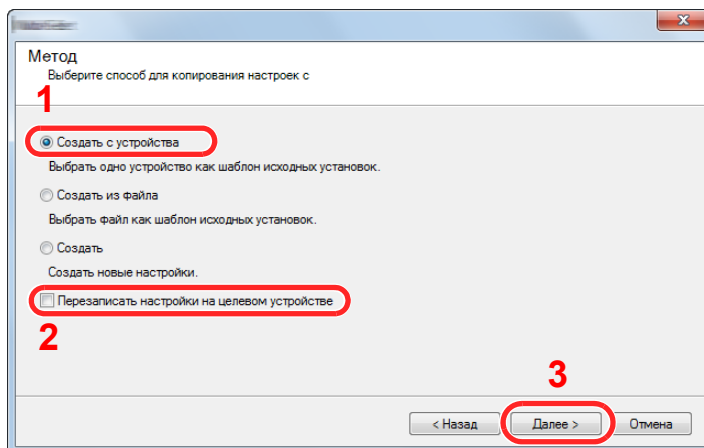 Метод
Выберите способ для копирования настроек с
1
Создать с устройства
Выбрать одно устройство как шаблон исходных установок.
Создать из файла
Выбрать файл как шаблон исходных установок.
Создать
Создать новые настройки.
Перезаписать настройки на целевом устройстве
2
3
< Назад Далее > Отмена